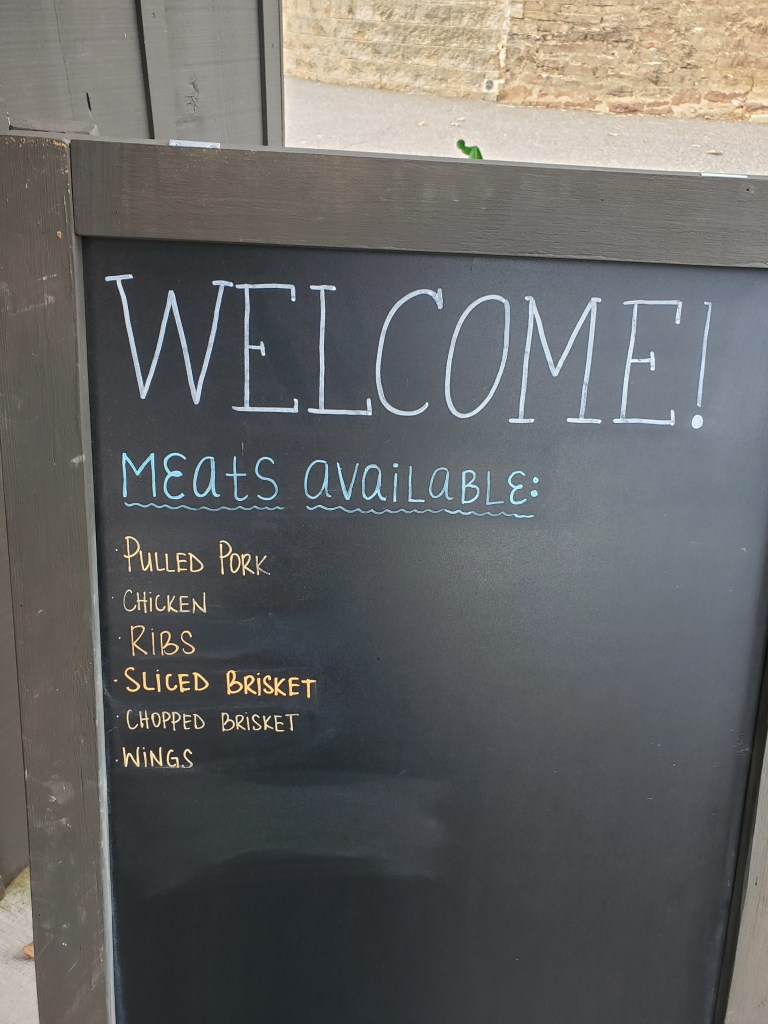 WELCOME!
Meats available:
· Pulled Pork
· Chicken
· Ribs
· Sliced Brisket
· Chopped Brisket
· Wings